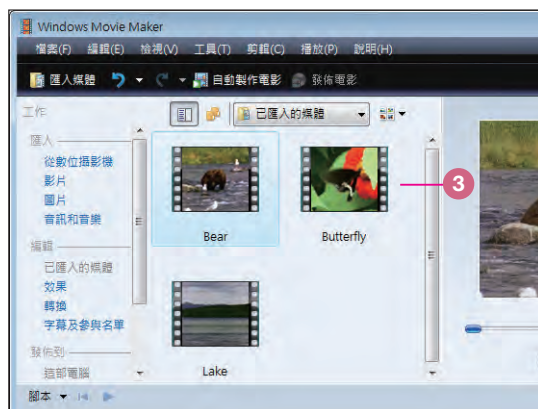 Windows Movie Maker
檔案(F) 編輯(E) 檢視(V) 工具(T) 剪輯(C) 播放(P) 說明(H)
匯入媒體 自動製作電影 發佈電影
工作 已匯入的媒體
匯入
從數位攝影機
影片
圖片
音訊和音樂
編輯
已匯入的媒體
效果
轉換
字幕及參與名單
發佈到
這部電腦
Bear Butterfly
3
Lake
腳本